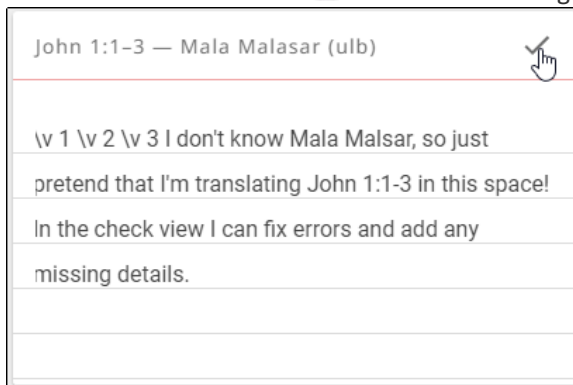 John 1:1–3 — Mala Malasar (ulb)
\v 1 \v 2 \v 3 I don't know Mala Malsar, so just
pretend that I'm translating John 1:1-3 in this space!
In the check view I can fix errors and add any
missing details.